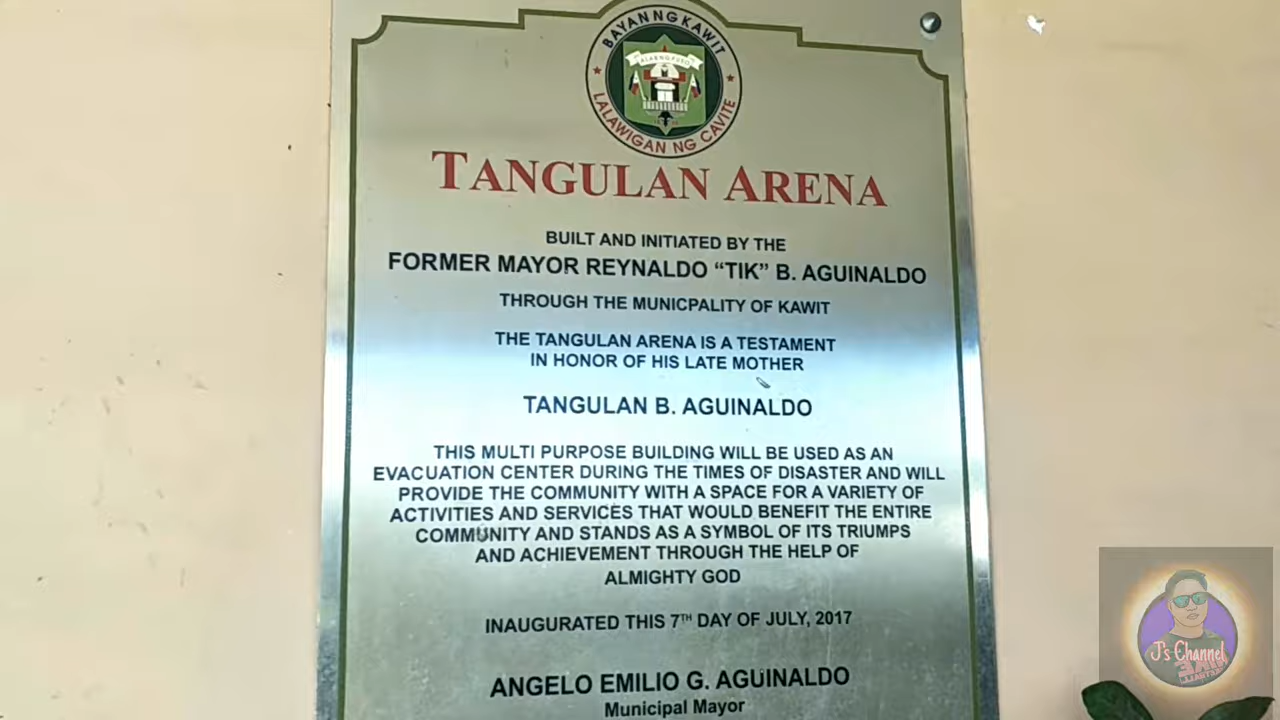 BAYAN NG KAWIT
LALAWIGAN NG CAVITE
TANGULAN ARENA
BUILT AND INITIATED BY THE
FORMER MAYOR REYNALDO “TIK” B. AGUINALDO
THROUGH THE MUNICPALITY OF KAWIT
THE TANGULAN ARENA IS A TESTAMENT
IN HONOR OF HIS LATE MOTHER
TANGULAN B. AGUINALDO
THIS MULTI PURPOSE BUILDING WILL BE USED AS AN
EVACUATION CENTER DURING THE TIMES OF DISASTER AND WILL
PROVIDE THE COMMUNITY WITH A SPACE FOR A VARIETY OF
ACTIVITIES AND SERVICES THAT WOULD BENEFIT THE ENTIRE
COMMUNITY AND STANDS AS A SYMBOL OF ITS TRIUMPS
AND ACHIEVEMENT THROUGH THE HELP OF
ALMIGHTY GOD
INAUGURATED THIS 7TH DAY OF JULY, 2017
ANGELO EMILIO G. AGUINALDO
Municipal Mayor
J's Channel